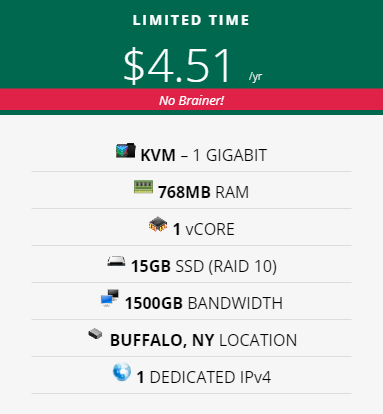 LIMITED TIME
$4.51 /yr
No Brainer!
KVM – 1 GIGABIT
768MB RAM
1 vCORE
15GB SSD (RAID 10)
1500GB BANDWIDTH
BUFFALO, NY LOCATION
1 DEDICATED IPv4